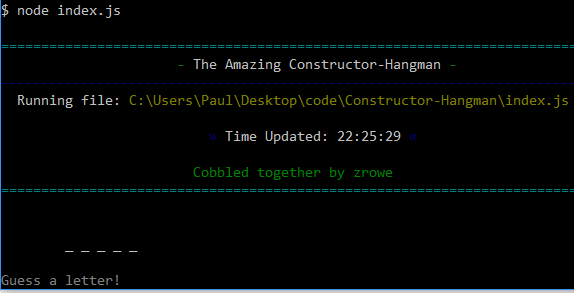 $ node index.js
================================================================
- The Amazing Constructor-Hangman -
Running file: C:\Users\Paul\Desktop\code\Constructor-Hangman\index.js
» Time Updated: 22:25:29 «
Cobbled together by zrowe
================================================================
_ _ _ _ _
Guess a letter!